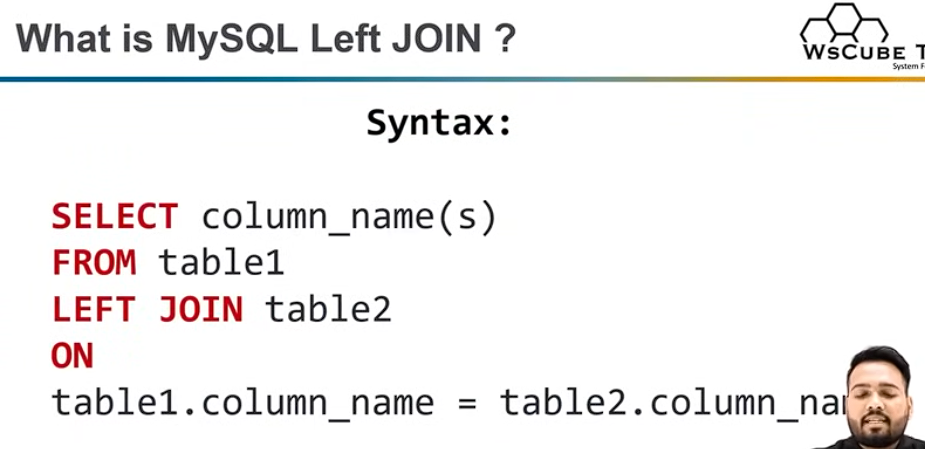 What is MySQL Left JOIN ?
WsCube T
System F
Syntax:
SELECT column_name(s)
FROM table1
LEFT JOIN table2
ON
table1.column_name = table2.column_na